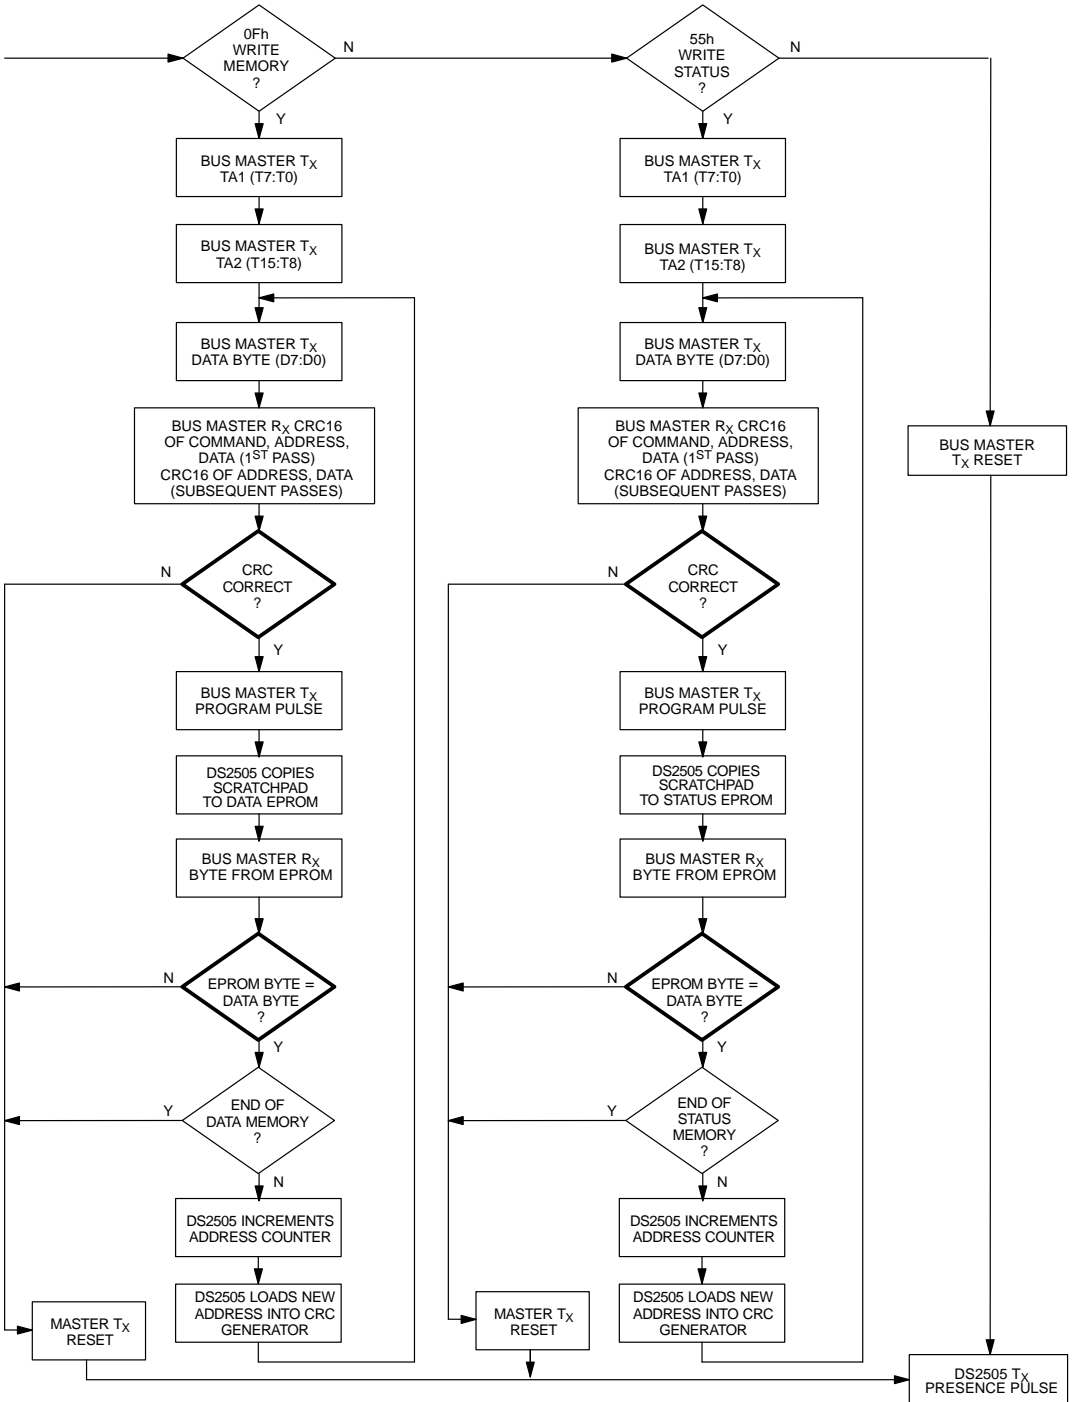 0Fh
WRITE
MEMORY
?
N
Y
BUS MASTER TX
TA1 (T7:T0)
BUS MASTER TX
TA2 (T15:T8)
BUS MASTER TX
DATA BYTE (D7:D0)
BUS MASTER RX CRC16
OF COMMAND, ADDRESS,
DATA (1ST PASS)
CRC16 OF ADDRESS, DATA
(SUBSEQUENT PASSES)
CRC
CORRECT
?
N
Y
BUS MASTER TX
PROGRAM PULSE
DS2505 COPIES
SCRATCHPAD
TO DATA EPROM
BUS MASTER RX
BYTE FROM EPROM
EPROM BYTE =
DATA BYTE
?
N
Y
END OF
DATA MEMORY
?
Y
N
DS2505 INCREMENTS
ADDRESS COUNTER
DS2505 LOADS NEW
ADDRESS INTO CRC
GENERATOR
MASTER TX
RESET
55h
WRITE
STATUS
?
N
Y
BUS MASTER TX
TA1 (T7:T0)
BUS MASTER TX
TA2 (T15:T8)
BUS MASTER TX
DATA BYTE (D7:D0)
BUS MASTER RX CRC16
OF COMMAND, ADDRESS,
DATA (1ST PASS)
CRC16 OF ADDRESS, DATA
(SUBSEQUENT PASSES)
CRC
CORRECT
?
N
Y
BUS MASTER TX
PROGRAM PULSE
DS2505 COPIES
SCRATCHPAD
TO STATUS EPROM
BUS MASTER RX
BYTE FROM EPROM
EPROM BYTE =
DATA BYTE
?
N
Y
END OF
STATUS
MEMORY
?
Y
N
DS2505 INCREMENTS
ADDRESS COUNTER
DS2505 LOADS NEW
ADDRESS INTO CRC
GENERATOR
MASTER TX
RESET
BUS MASTER
TX RESET
DS2505 TX
PRESENCE PULSE